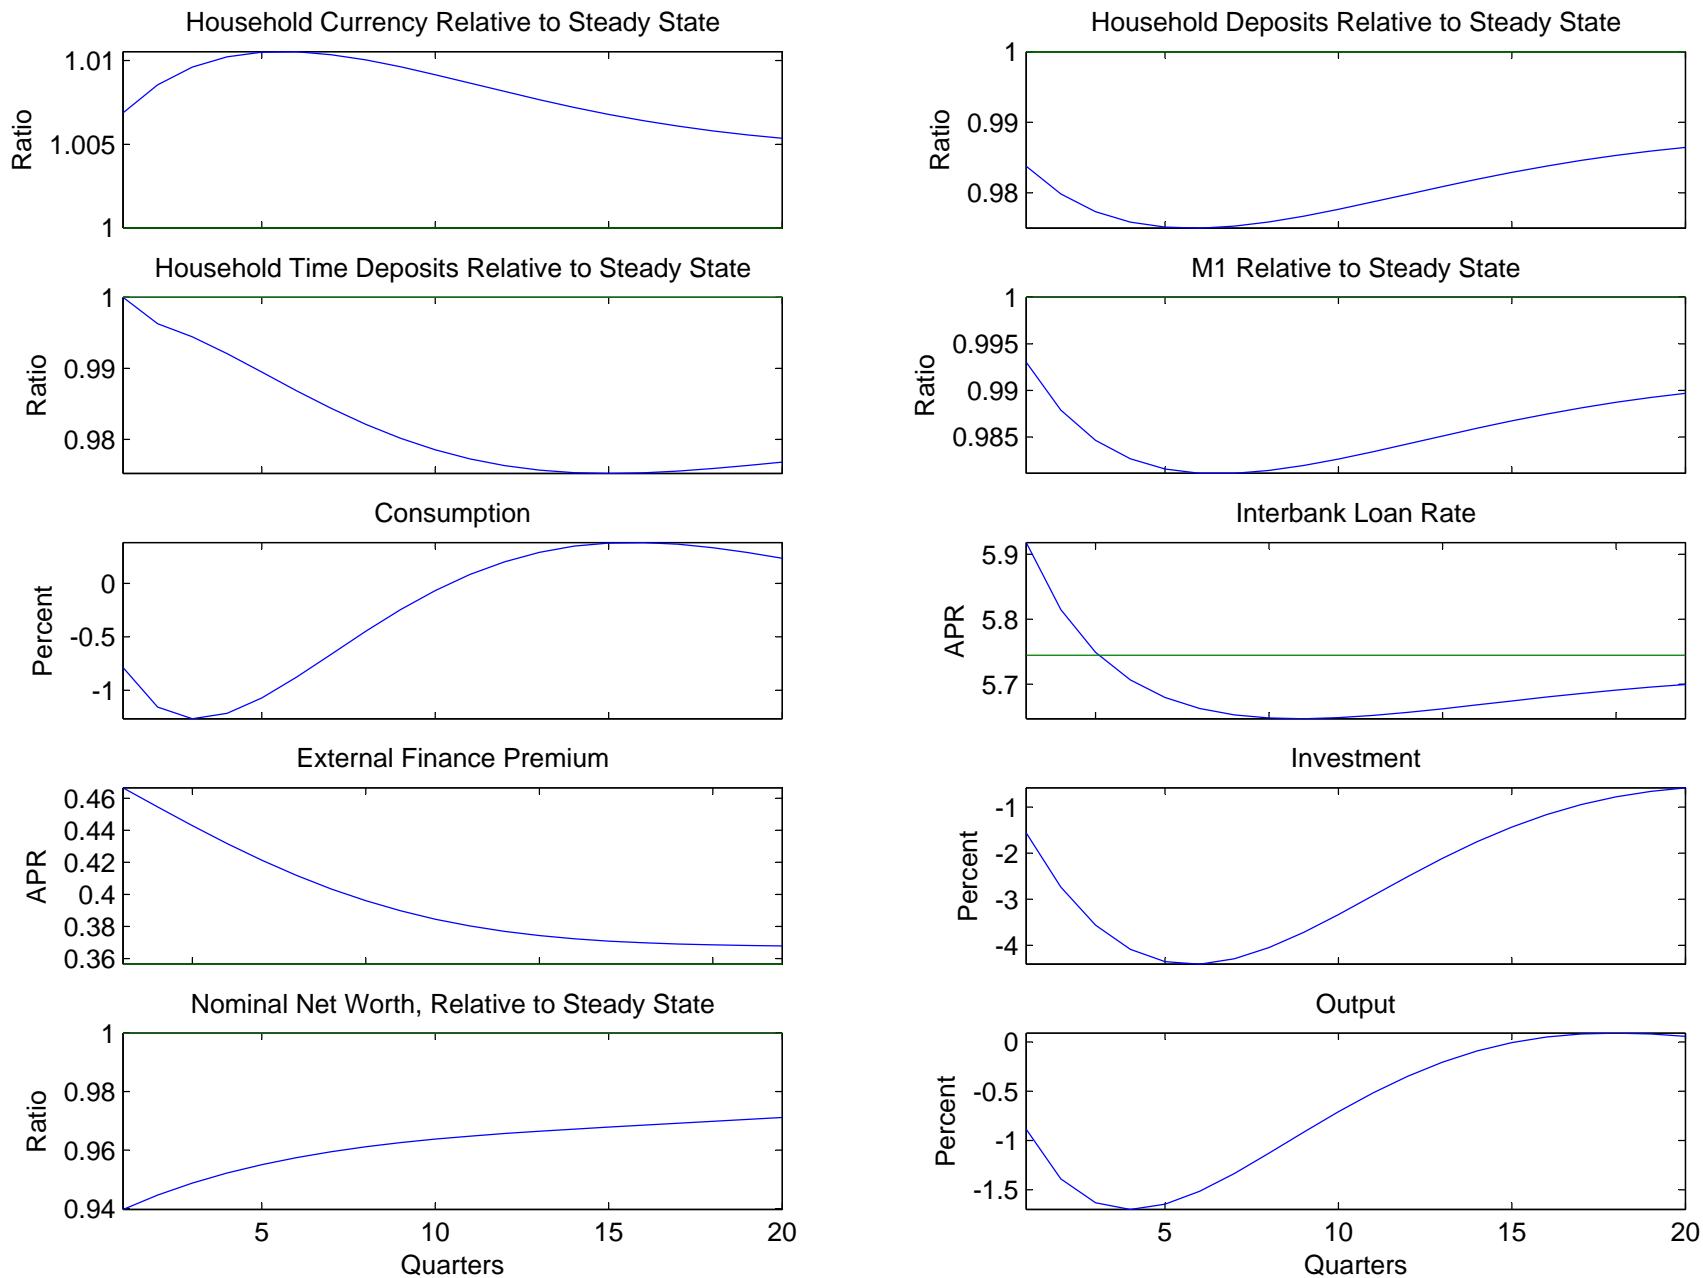 Household Currency Relative to Steady State
Ratio
1.01
1.005
1
Household Deposits Relative to Steady State
Ratio
1
0.99
0.98
Household Time Deposits Relative to Steady State
Ratio
1
0.99
0.98
M1 Relative to Steady State
Ratio
1
0.995
0.99
0.985
Consumption
Percent
0
-0.5
-1
Interbank Loan Rate
APR
5.9
5.8
5.7
External Finance Premium
APR
0.46
0.44
0.42
0.4
0.38
0.36
Investment
Percent
-1
-2
-3
-4
Nominal Net Worth, Relative to Steady State
Ratio
1
0.98
0.96
0.94
5 10 15 20
Quarters
Output
Percent
0
-0.5
-1
-1.5
5 10 15 20
Quarters